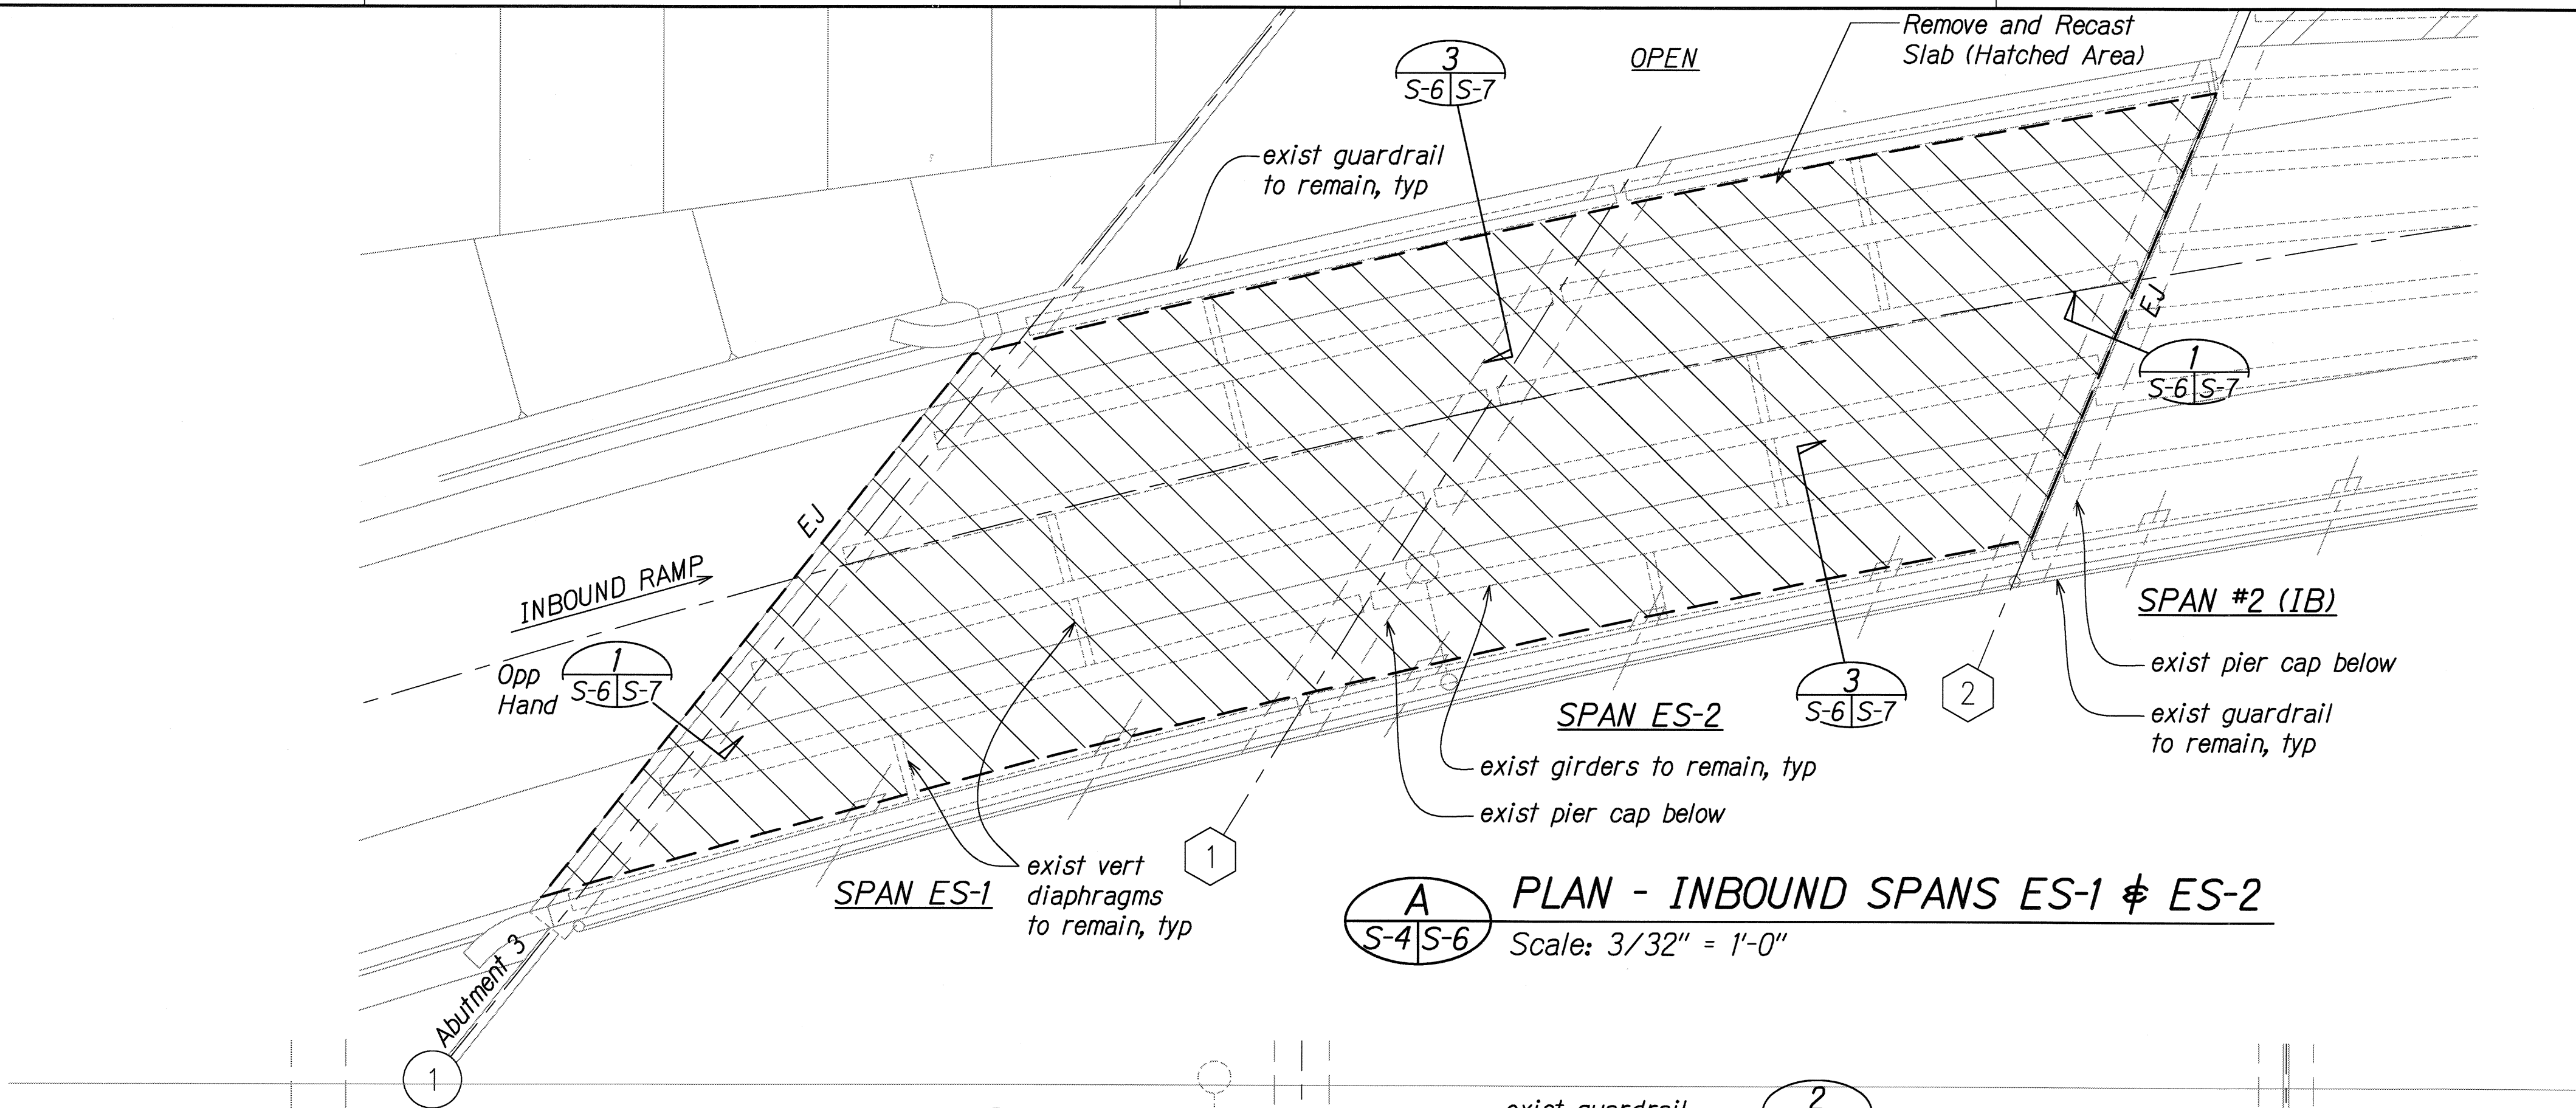 Remove and Recast
Slab (Hatched Area)
OPEN
3
S-6 S-7
exist guardrail
to remain, typ
EJ
1
S-6 S-7
EJ
INBOUND RAMP
Opp
Hand
1
S-6 S-7
SPAN #2 (IB)
exist pier cap below
exist guardrail
to remain, typ
2
3
S-6 S-7
SPAN ES-2
exist girders to remain, typ
exist pier cap below
1
exist vert
diaphragms
to remain, typ
SPAN ES-1
A
S-4 S-6
PLAN - INBOUND SPANS ES-1 & ES-2
Scale: 3/32" = 1'-0"
Abutment 3
1
exist guardrail
2